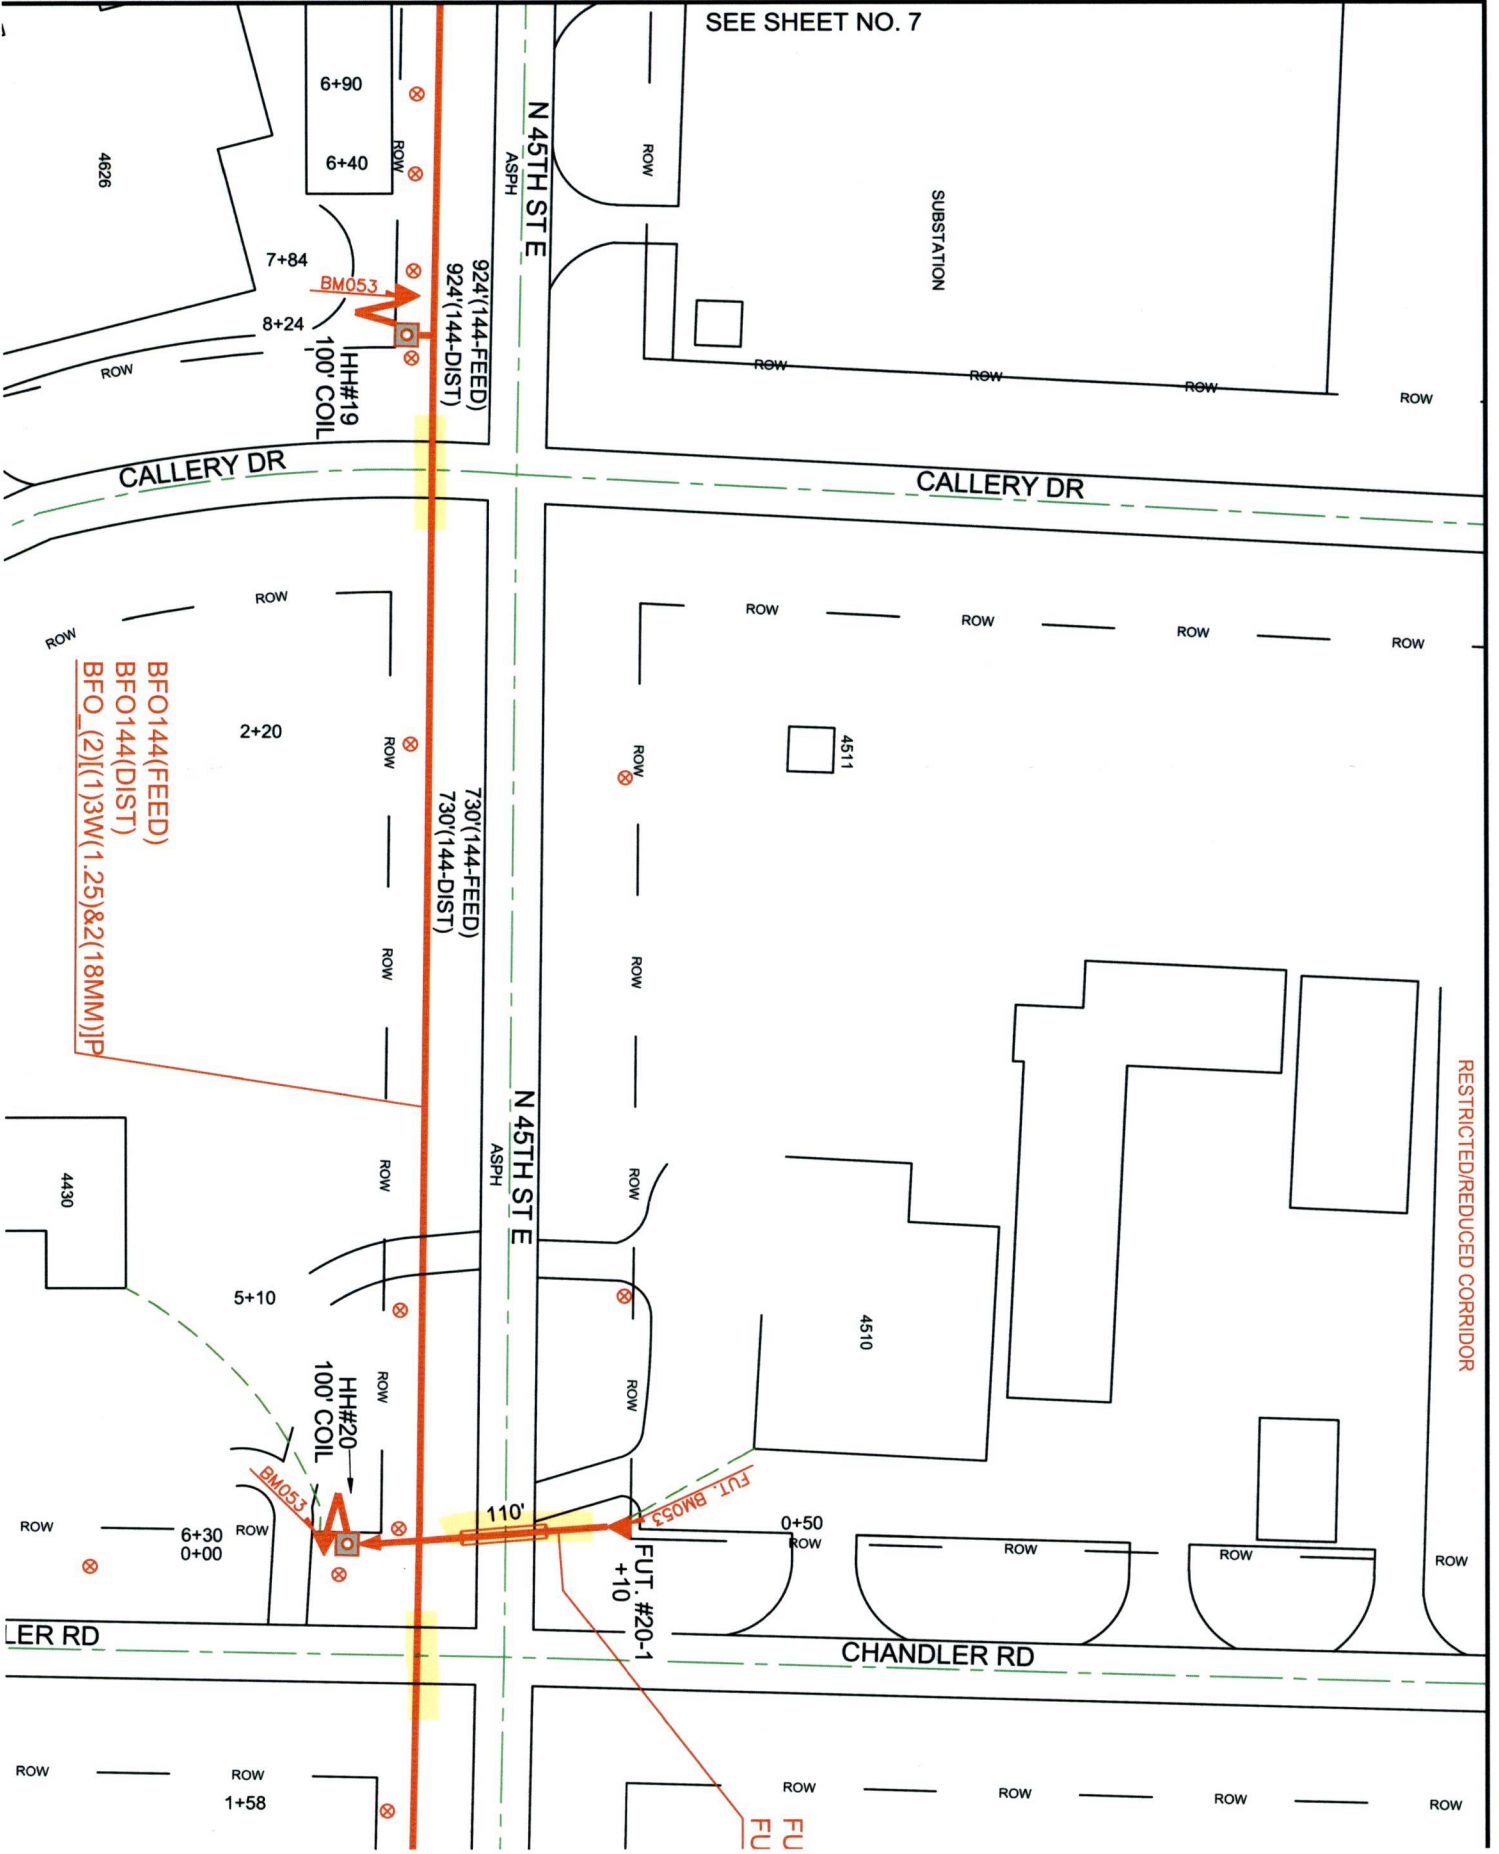 SEE SHEET NO. 7
6+90
6+40
ROW
ROW
N 45TH ST E
ASPH
4626
SUBSTATION
7+84
BM053
8+24
924'(144-FEED)
924'(144-DIST)
HH#19
100' COIL
ROW
ROW
ROW
ROW
ROW
CALLERY DR
CALLERY DR
ROW
ROW
ROW
ROW
ROW
ROW
ROW
2+20
ROW
ROW
4511
BFO144(FEED)
BFO144(DIST)
BFO_(2)[(1)3W(1.25)&2(18MM)]P
730'(144-FEED)
730'(144-DIST)
ROW
ROW
RESTRICTED/REDUCED CORRIDOR
N 45TH ST E
ASPH
ROW
ROW
4430
5+10
4510
HH#20
100' COIL
ROW
ROW
BM053
FUT. BM053
110'
0+50
ROW
FUT. #20-1
+10
ROW
6+30
0+00
ROW
ROW
ROW
ROW
LER RD
CHANDLER RD
ROW
ROW
1+58
ROW
ROW
ROW
ROW
FU
FU